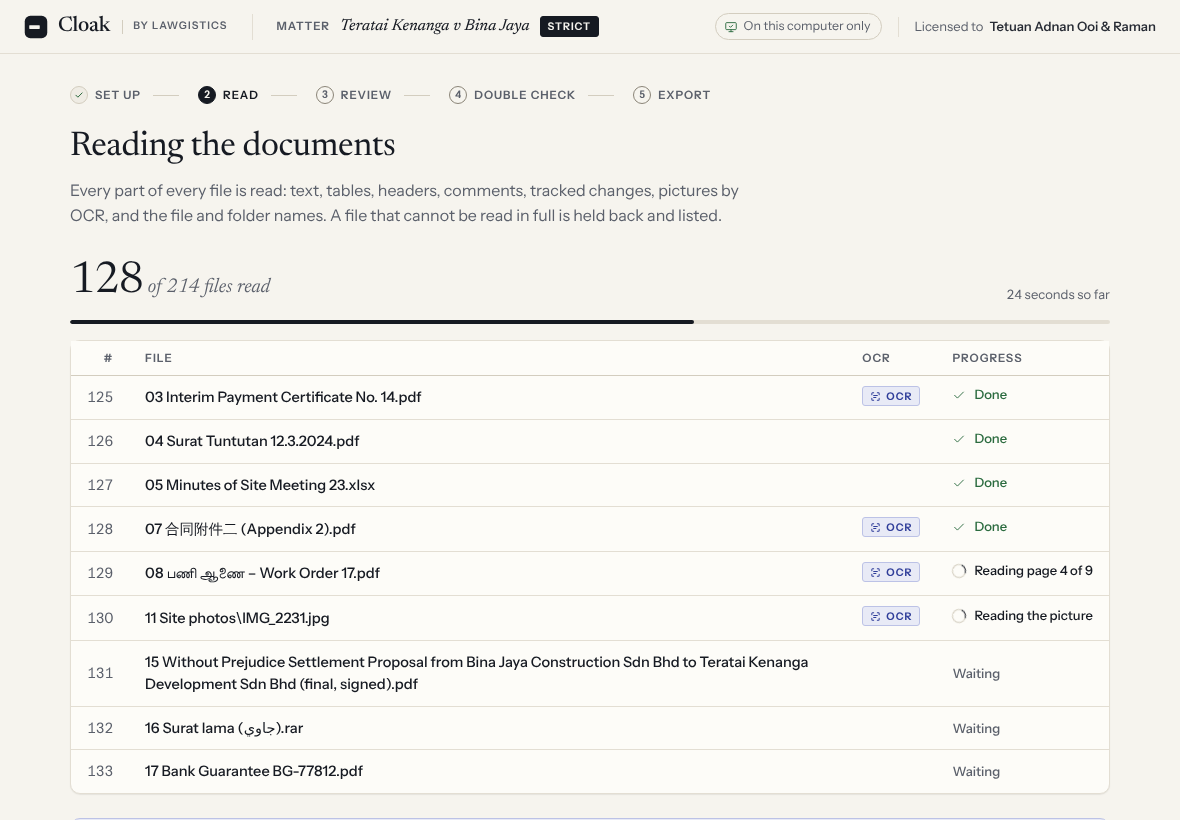 Cloak BY LAWGISTICS MATTER Teratai Kenanga v Bina Jaya STRICT On this computer only Licensed to Tetuan Adnan Ooi & Raman
SET UP 2 READ 3 REVIEW 4 DOUBLE CHECK 5 EXPORT
Reading the documents
Every part of every file is read: text, tables, headers, comments, tracked changes, pictures by
OCR, and the file and folder names. A file that cannot be read in full is held back and listed.
128 of 214 files read 24 seconds so far
# FILE OCR PROGRESS
125 03 Interim Payment Certificate No. 14.pdf OCR Done
126 04 Surat Tuntutan 12.3.2024.pdf Done
127 05 Minutes of Site Meeting 23.xlsx Done
128 07 合同附件二 (Appendix 2).pdf OCR Done
129 08 பணி ஆணை – Work Order 17.pdf OCR Reading page 4 of 9
130 11 Site photos\IMG_2231.jpg OCR Reading the picture
131 15 Without Prejudice Settlement Proposal from Bina Jaya Construction Sdn Bhd to Teratai Kenanga Waiting
Development Sdn Bhd (final, signed).pdf
132 16 Surat lama (جاوي).rar Waiting
133 17 Bank Guarantee BG-77812.pdf Waiting